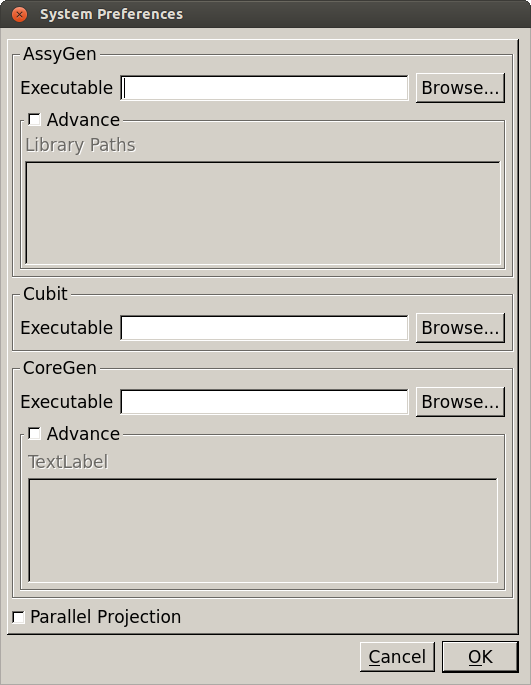 System Preferences
AssyGen
Executable Browse...
Advance
Library Paths
Cubit
Executable Browse...
CoreGen
Executable Browse...
Advance
TextLabel
Parallel Projection
Cancel OK